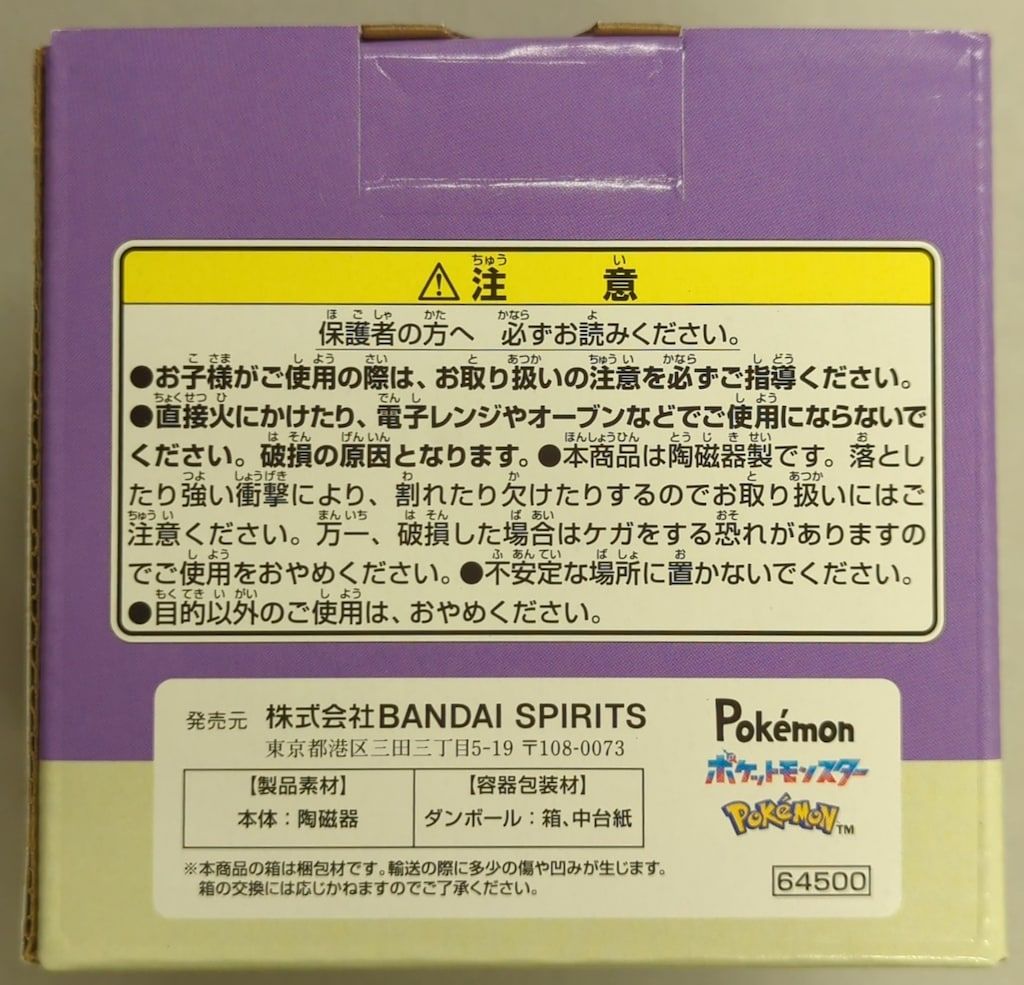 ⚠注意
保護者の方へ 必ずお読みください。
●お子様がご使用の際は、お取り扱いの注意を必ずご指導ください。
●直接火にかけたり、電子レンジやオーブンなどでご使用にならないで
ください。破損の原因となります。●本商品は陶磁器製です。落とし
たり強い衝撃により、割れたり欠けたりするのでお取り扱いにはご
注意ください。万一、破損した場合はケガをする恐れがありますの
でご使用をおやめください。●不安定な場所に置かないでください。
●目的以外のご使用は、おやめください。
発売元 株式会社BANDAI SPIRITS
東京都港区三田三丁目5-19 〒108-0073
【製品素材】
本体：陶磁器
【容器包装材】
ダンボール：箱、中台紙
※本商品の箱は梱包材です。輸送の際に多少の傷や凹みが生じます。
箱の交換には応じかねますのでご了承ください。
Pokémon
ポケットモンスター
POKéMON TM
64500